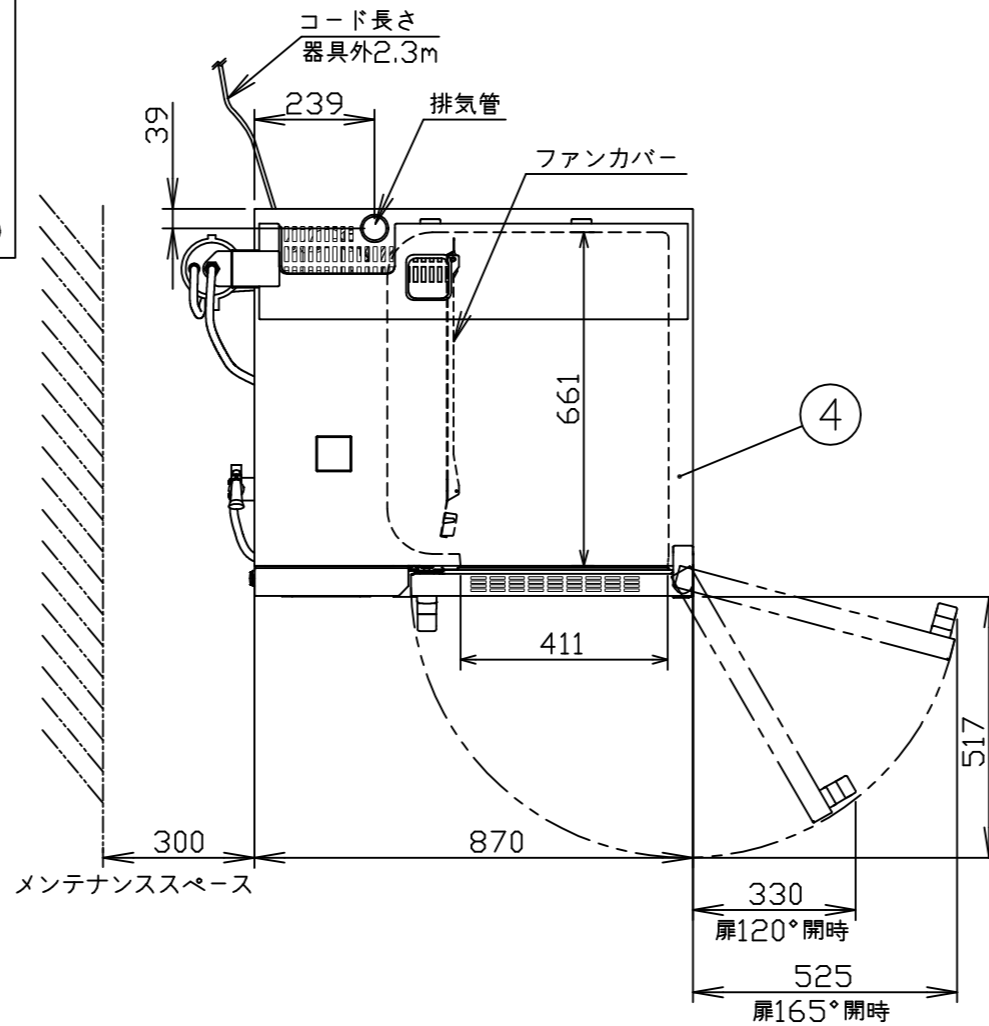 コード長さ
器具外2.3m
239
排気管
39
ファンカバー
661
4
411
517
300
870
メンテナンススペース
330
扉120°開時
525
扉165°開時